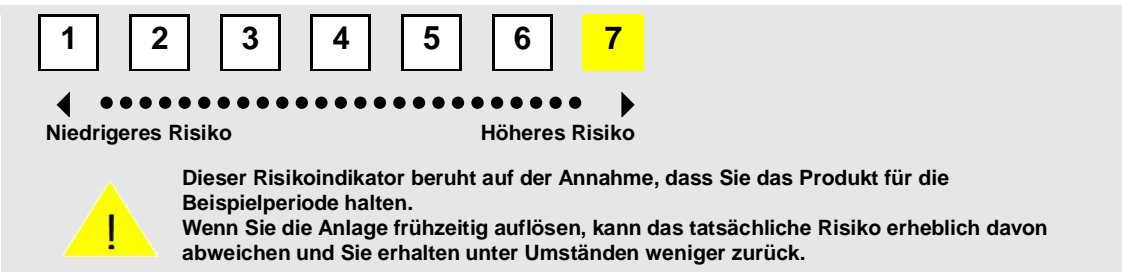 1 2 3 4 5 6 7
Niedrigeres Risiko Höheres Risiko
Dieser Risikoindikator beruht auf der Annahme, dass Sie das Produkt für die
Beispielperiode halten.
Wenn Sie die Anlage frühzeitig auflösen, kann das tatsächliche Risiko erheblich davon
! abweichen und Sie erhalten unter Umständen weniger zurück.